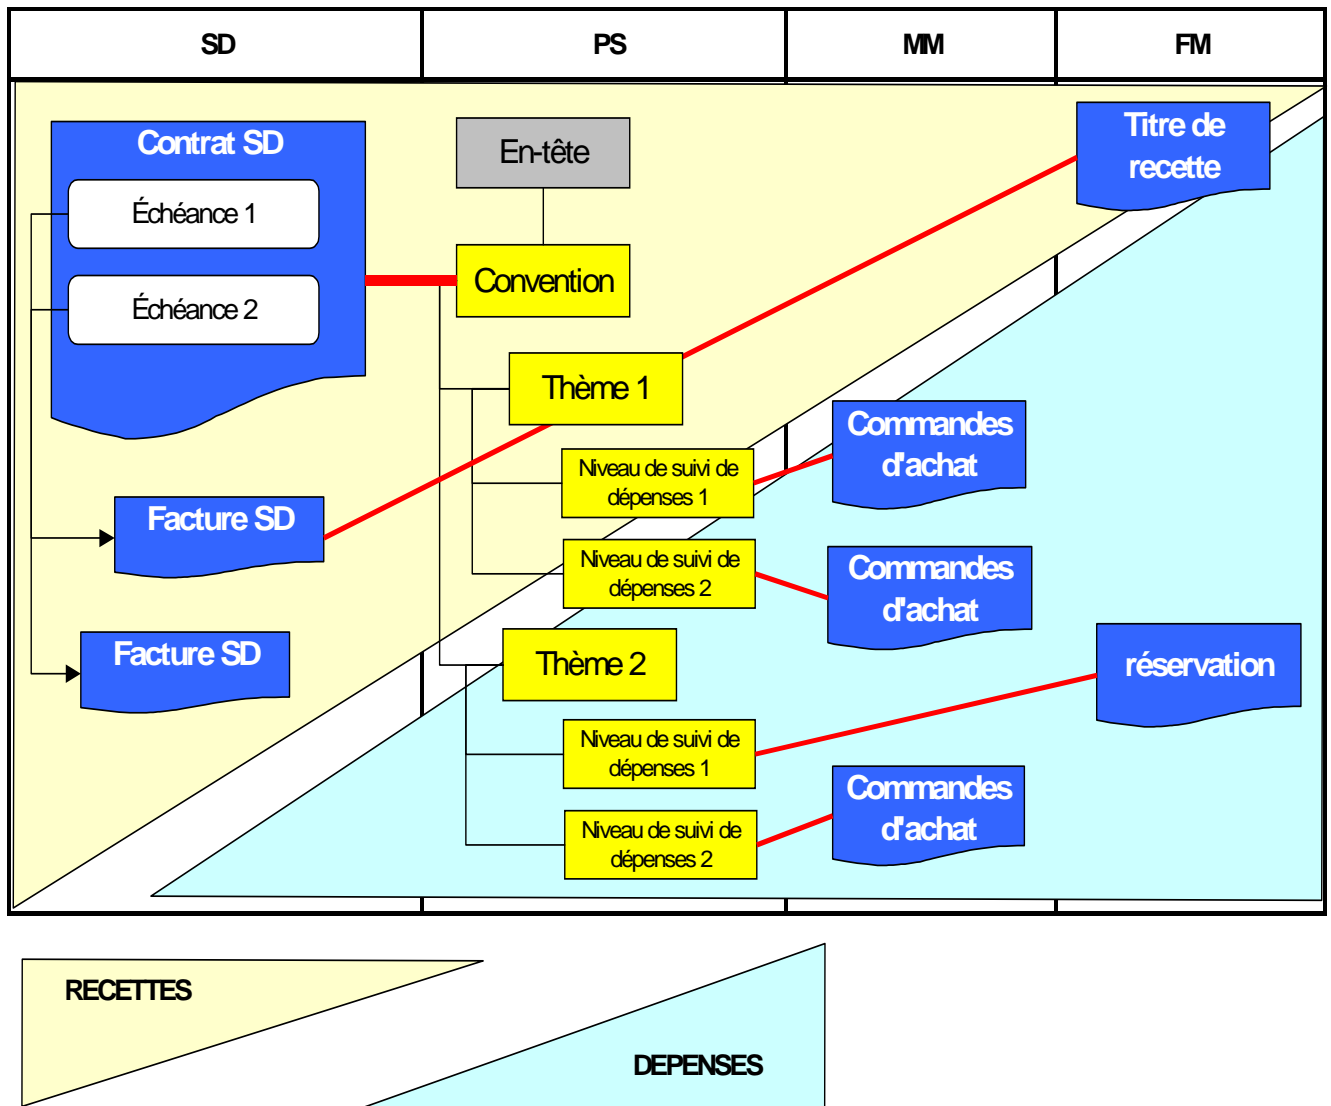 SD
PS
MM
FM
Contrat SD
Échéance 1
Échéance 2
Facture SD
Facture SD
En-tête
Convention
Thème 1
Niveau de suivi de
dépenses 1
Niveau de suivi de
dépenses 2
Thème 2
Niveau de suivi de
dépenses 1
Niveau de suivi de
dépenses 2
Commandes
d'achat
Commandes
d'achat
Commandes
d'achat
Titre de
recette
réservation
RECETTES
DEPENSES